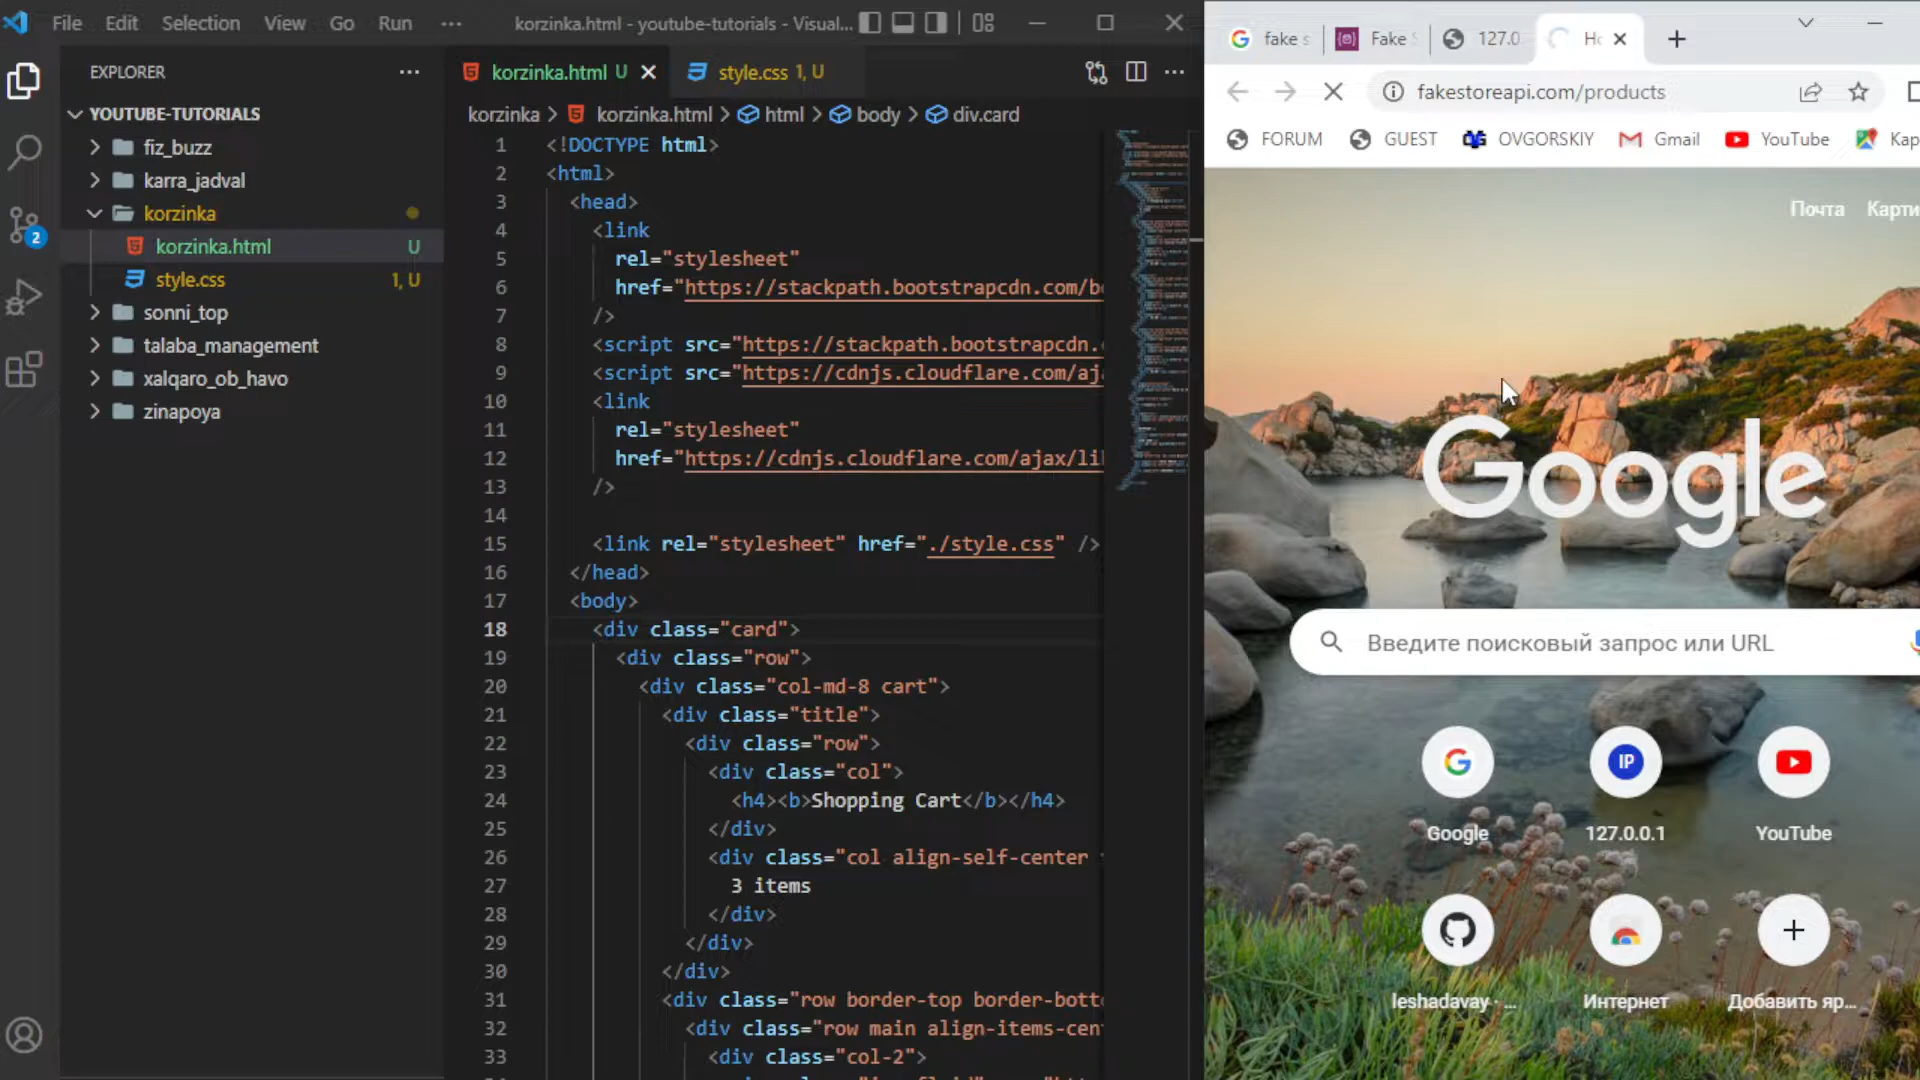 File Edit Selection View Go Run ··· korzinka.html - youtube-tutorials - Visual...
EXPLORER
YOUTUBE-TUTORIALS
fiz_buzz
karra_jadval
korzinka
korzinka.html U
style.css 1, U
sonni_top
talaba_management
xalqaro_ob_havo
zinapoya
2
korzinka.html U
style.css 1, U
korzinka > korzinka.html > html > body > div.card
1 <!DOCTYPE html>
2 <html>
3 <head>
4 <link
5 rel="stylesheet"
6 href="https://stackpath.bootstrapcdn.com/b
7 />
8 <script src="https://stackpath.bootstrapcdn.
9 <script src="https://cdnjs.cloudflare.com/aj
10 <link
11 rel="stylesheet"
12 href="https://cdnjs.cloudflare.com/ajax/li
13 />
14
15 <link rel="stylesheet" href="./style.css" />
16 </head>
17 <body>
18 <div class="card">
19 <div class="row">
20 <div class="col-md-8 cart">
21 <div class="title">
22 <div class="row">
23 <div class="col">
24 <h4><b>Shopping Cart</b></h4>
25 </div>
26 <div class="col align-self-center
27 3 items
28 </div>
29 </div>
30 </div>
31 <div class="row border-top border-bott
32 <div class="row main align-items-cen
33 <div class="col-2">
fake s
Fake S
127.0
Ho
fakestoreapi.com/products
FORUM GUEST OVGORSKIY Gmail YouTube Кар
Почта Карти
Google
Введите поисковый запрос или URL
IP
Google 127.0.0.1 YouTube
leshadavay · ... Интернет Добавить яр...